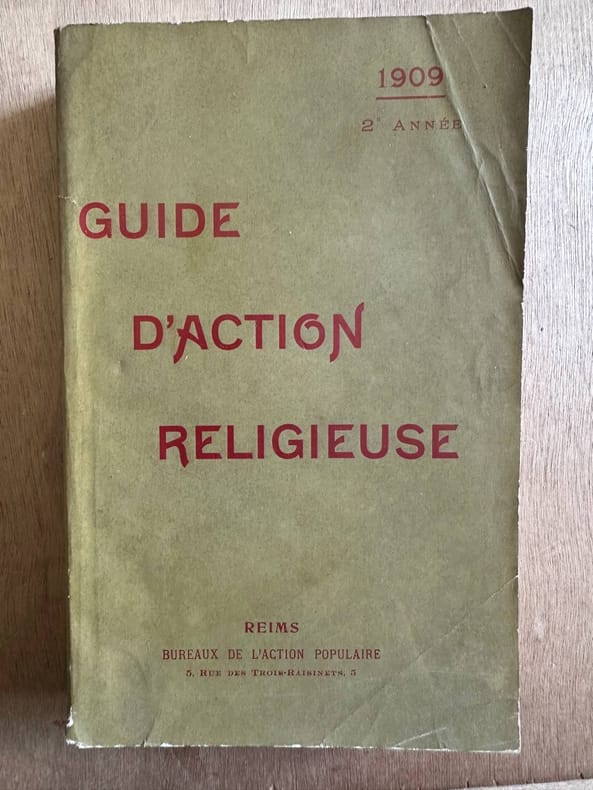 1909
2e ANNÉE
GUIDE
D'ACTION
RELIGIEUSE
REIMS
BUREAUX DE L'ACTION POPULAIRE
5, RUE DES TROIS-RAISINETS, 5